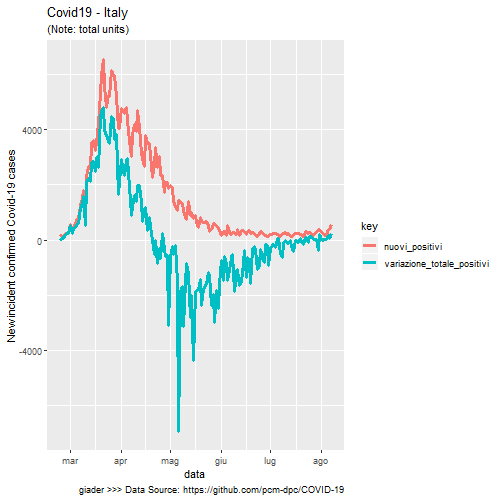 Covid19 - Italy
(Note: total units)
New/incident confirmed Covid-19 cases
4000
0
-4000
mar apr mag giu lug ago
data
key
nuovi_positivi
variazione_totale_positivi
giader >>> Data Source: https://github.com/pcm-dpc/COVID-19